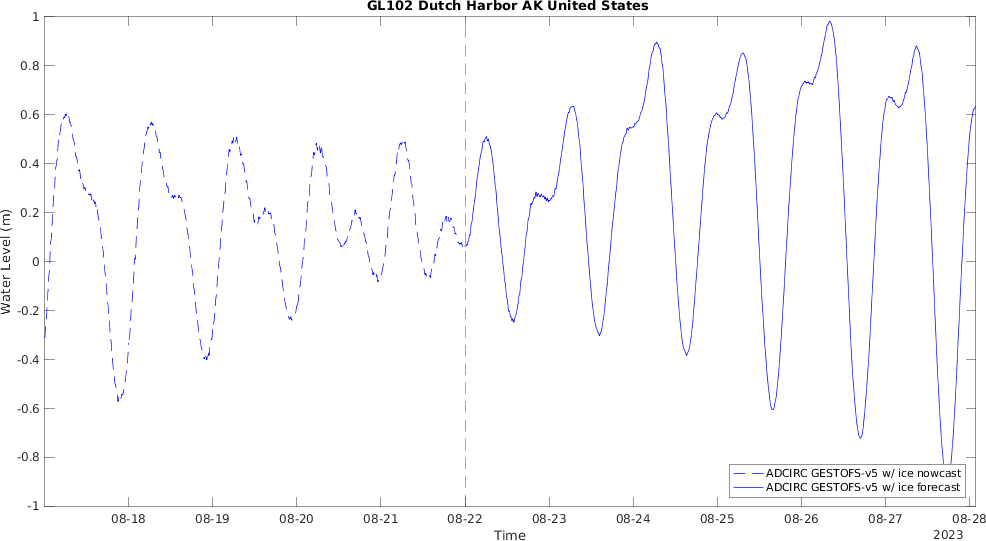 GL102 Dutch Harbor AK United States
Water Level (m)
1
0.8
0.6
0.4
0.2
0
-0.2
-0.4
-0.6
-0.8
-1
ADCIRC GESTOFS-v5 w/ ice nowcast
ADCIRC GESTOFS-v5 w/ ice forecast
08-18 08-19 08-20 08-21 08-22 08-23 08-24 08-25 08-26 08-27 08-28
Time
2023